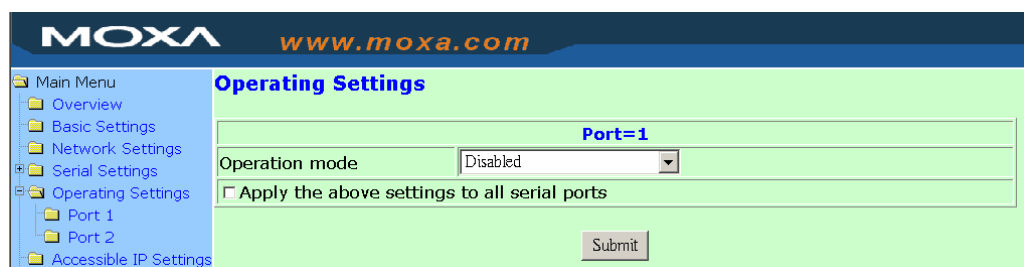 MOXA www.moxa.com
Main Menu
Overview
Basic Settings
Network Settings
Serial Settings
Operating Settings
Port 1
Port 2
Accessible IP Settings
Operating Settings
Port=1
Operation mode Disabled
Apply the above settings to all serial ports
Submit